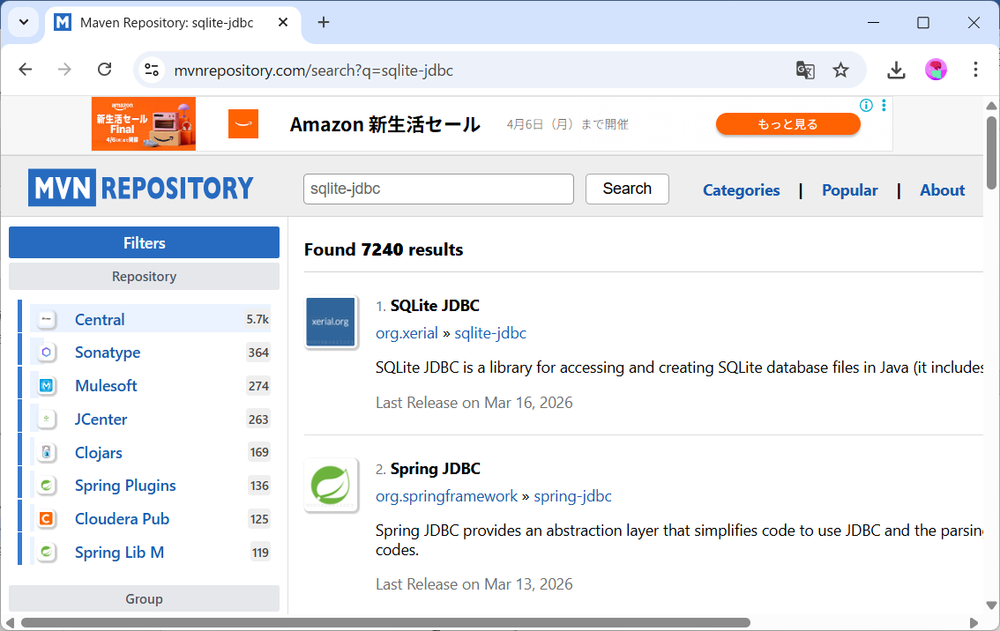 Maven Repository: sqlite-jdbc
mvnrepository.com/search?q=sqlite-jdbc
amazon
新生活セール
Final
Amazon 新生活セール
4月6日（月）まで開催
もっと見る
MVN REPOSITORY
sqlite-jdbc
Search
Categories | Popular | About
Filters
Repository
Central 5.7k
Sonatype 364
Mulesoft 274
JCenter 263
Clojars 169
Spring Plugins 136
Cloudera Pub 125
Spring Lib M 119
Group
Found 7240 results
xerial.org
1. SQLite JDBC
org.xerial » sqlite-jdbc
SQLite JDBC is a library for accessing and creating SQLite database files in Java (it includes
Last Release on Mar 16, 2026
2. Spring JDBC
org.springframework » spring-jdbc
Spring JDBC provides an abstraction layer that simplifies code to use JDBC and the parsing
codes.
Last Release on Mar 13, 2026